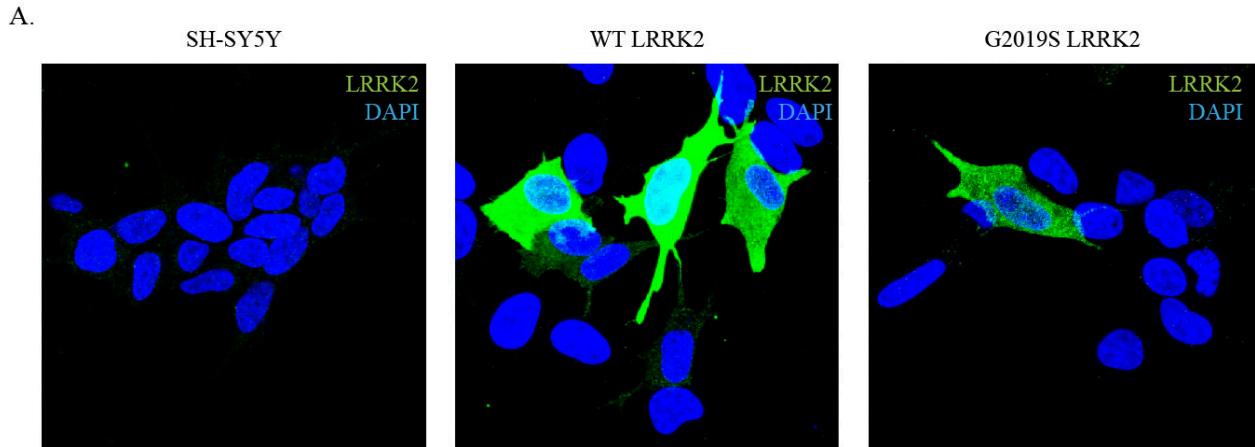 A.
SH-SY5Y
WT LRRK2
G2019S LRRK2
LRRK2
DAPI
LRRK2
DAPI
LRRK2
DAPI